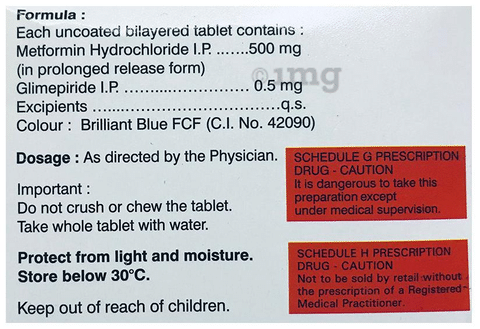 Formula :
Each uncoated bilayered tablet contains :
Metformin Hydrochloride I.P. .......500 mg
(in prolonged release form)
1mg
Glimepiride I.P. ............................ 0.5 mg
Excipients .......................................q.s.
Colour : Brilliant Blue FCF (C.I. No. 42090)
Dosage : As directed by the Physician.
Important :
Do not crush or chew the tablet.
Take whole tablet with water.
Protect from light and moisture.
Store below 30°C.
Keep out of reach of children.
SCHEDULE G PRESCRIPTION
DRUG - CAUTION
It is dangerous to take this
preparation except
under medical supervision.
SCHEDULE H PRESCRIPTION
DRUG - CAUTION
Not to be sold by retail without
the prescription of a Registered
Medical Practitioner.